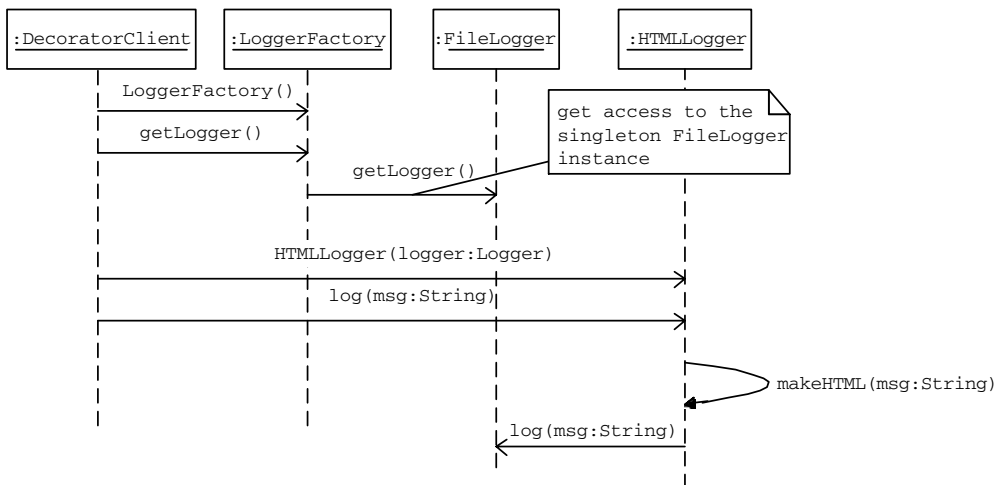 :DecoratorClient
:LoggerFactory
:FileLogger
:HTMLLogger
LoggerFactory()
getLogger()
get access to the
singleton FileLogger
instance
getLogger()
HTMLLogger(logger:Logger)
log(msg:String)
makeHTML(msg:String)
log(msg:String)